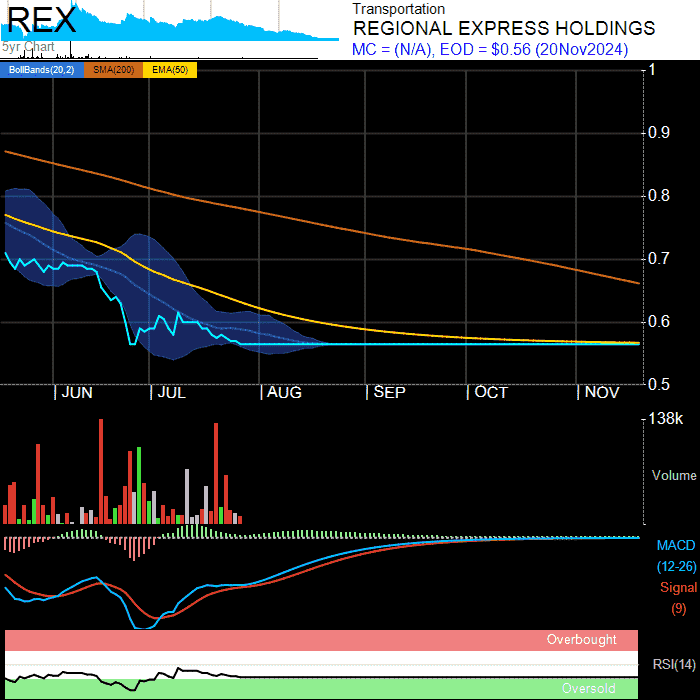 REX
5yr Chart
Transportation
REGIONAL EXPRESS HOLDINGS
MC = (N/A), EOD = $0.56 (20Nov2024)
BollBands(20,2) SMA(200) EMA(50)
1
0.9
0.8
0.7
0.6
0.5
JUN JUL AUG SEP OCT NOV
138k
Volume
MACD
(12-26)
Signal
(9)
Overbought
RSI(14)
Oversold